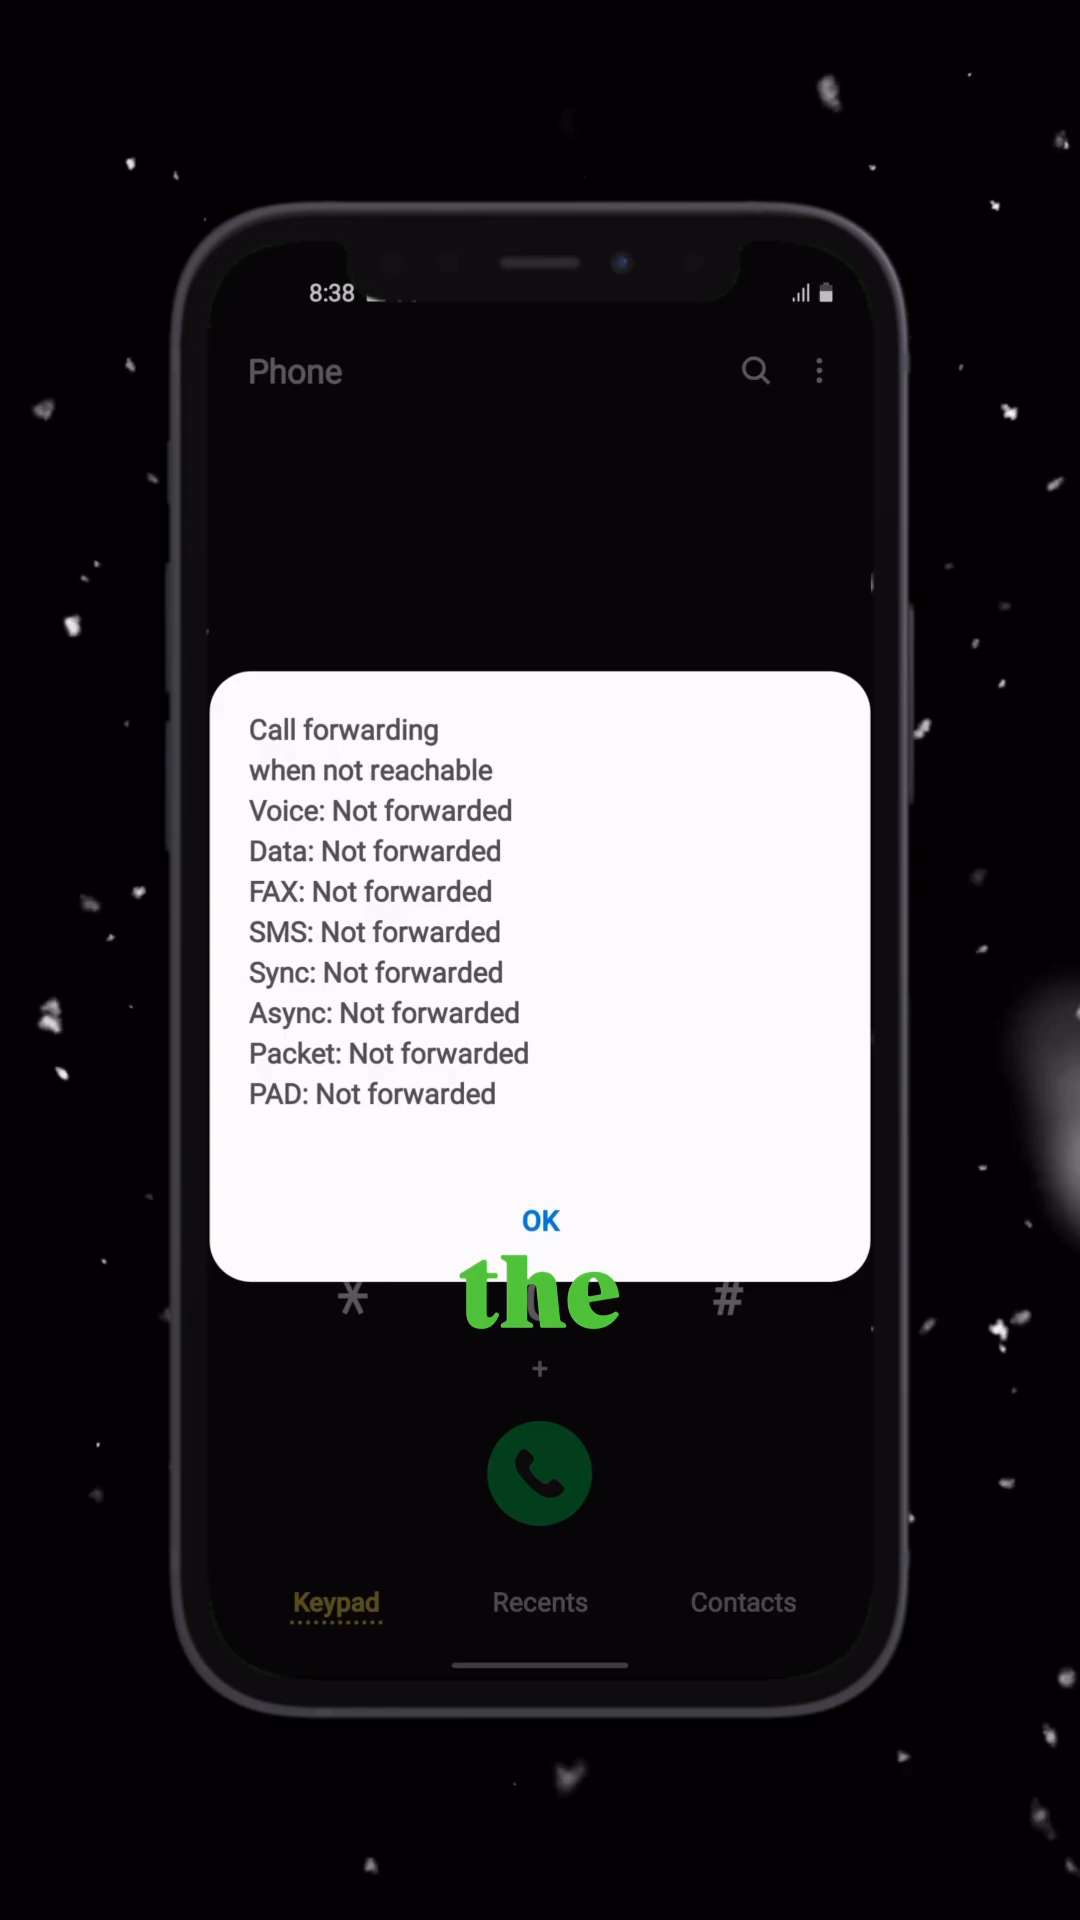 8:38
Phone
Call forwarding
when not reachable
Voice: Not forwarded
Data: Not forwarded
FAX: Not forwarded
SMS: Not forwarded
Sync: Not forwarded
Async: Not forwarded
Packet: Not forwarded
PAD: Not forwarded
OK
the
* #
+
Keypad Recents Contacts